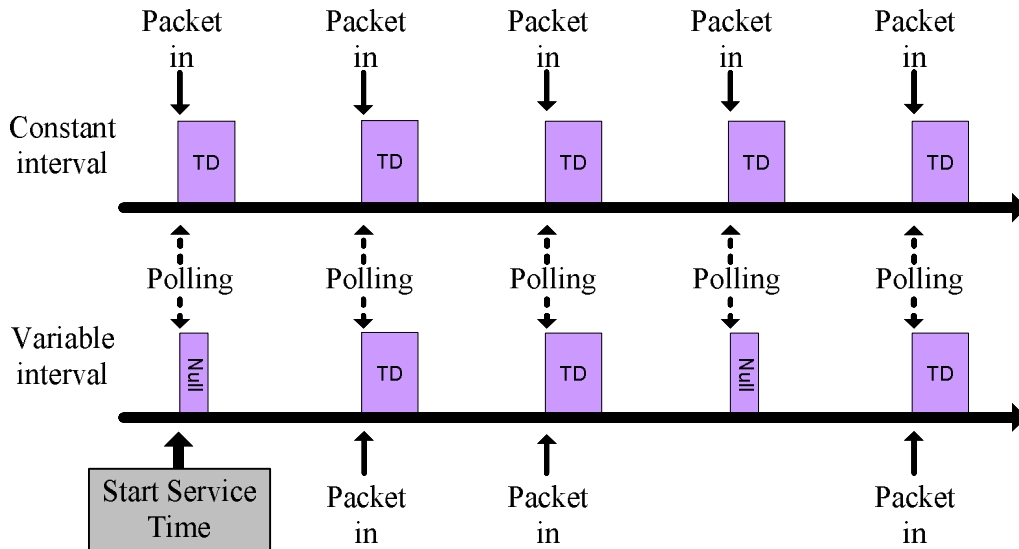 Packet in
Packet in
Packet in
Packet in
Packet in
Constant interval
TD
TD
TD
TD
TD
Polling
Polling
Polling
Polling
Polling
Variable interval
Null
TD
TD
Null
TD
Start Service Time
Packet in
Packet in
Packet in